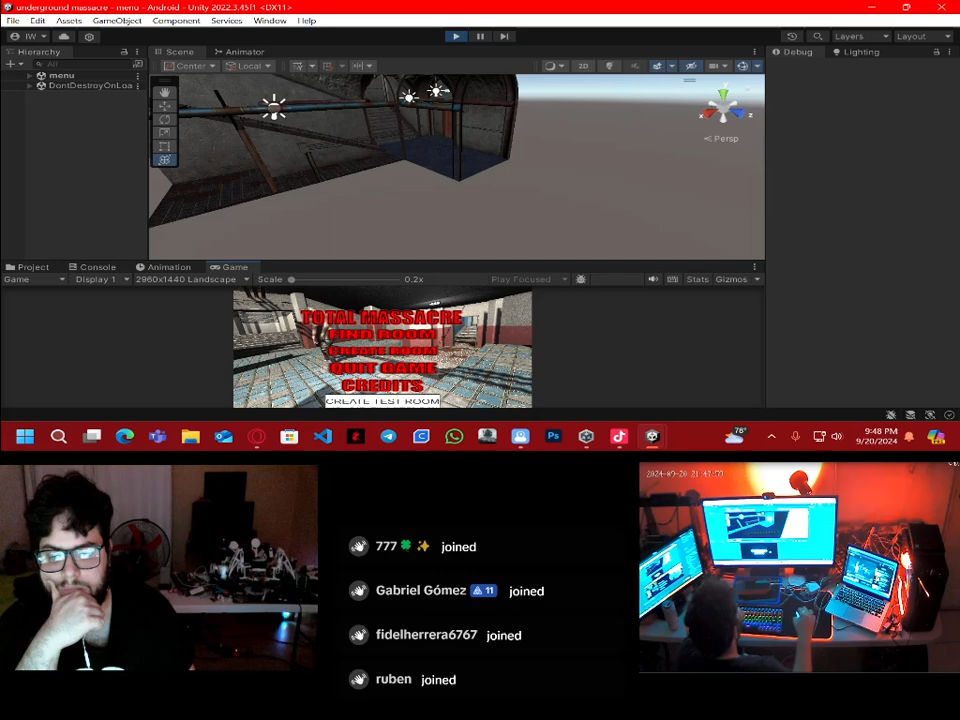 underground massacre - menu - Android - Unity 2022.3.45f1 <DX11>
File Edit Assets GameObject Component Services Window Help
IW Layers Layout
Hierarchy Scene Animator Debug Lighting
All Center Local 2D
menu
DontDestroyOnLoa
x z
< Persp
Project Console Animation Game
Game Display 1 2960x1440 Landscape Scale 0.2x Play Focused Stats Gizmos
TOTAL MASSACRE
FIND ROOM
CREATE ROOM
QUIT GAME
CREDITS
CREATE TEST ROOM
78° 9:48 PM
9/20/2024
777 🍀 ✨ joined
Gabriel Gómez 11 joined
fidelherrera6767 joined
ruben joined